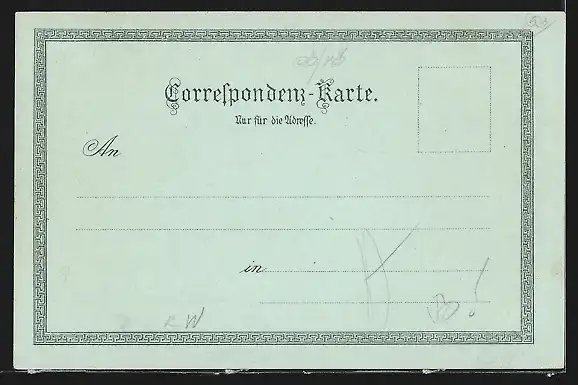 Correſpondenz-Karte.
Nur für die Adreſſe.
An
in